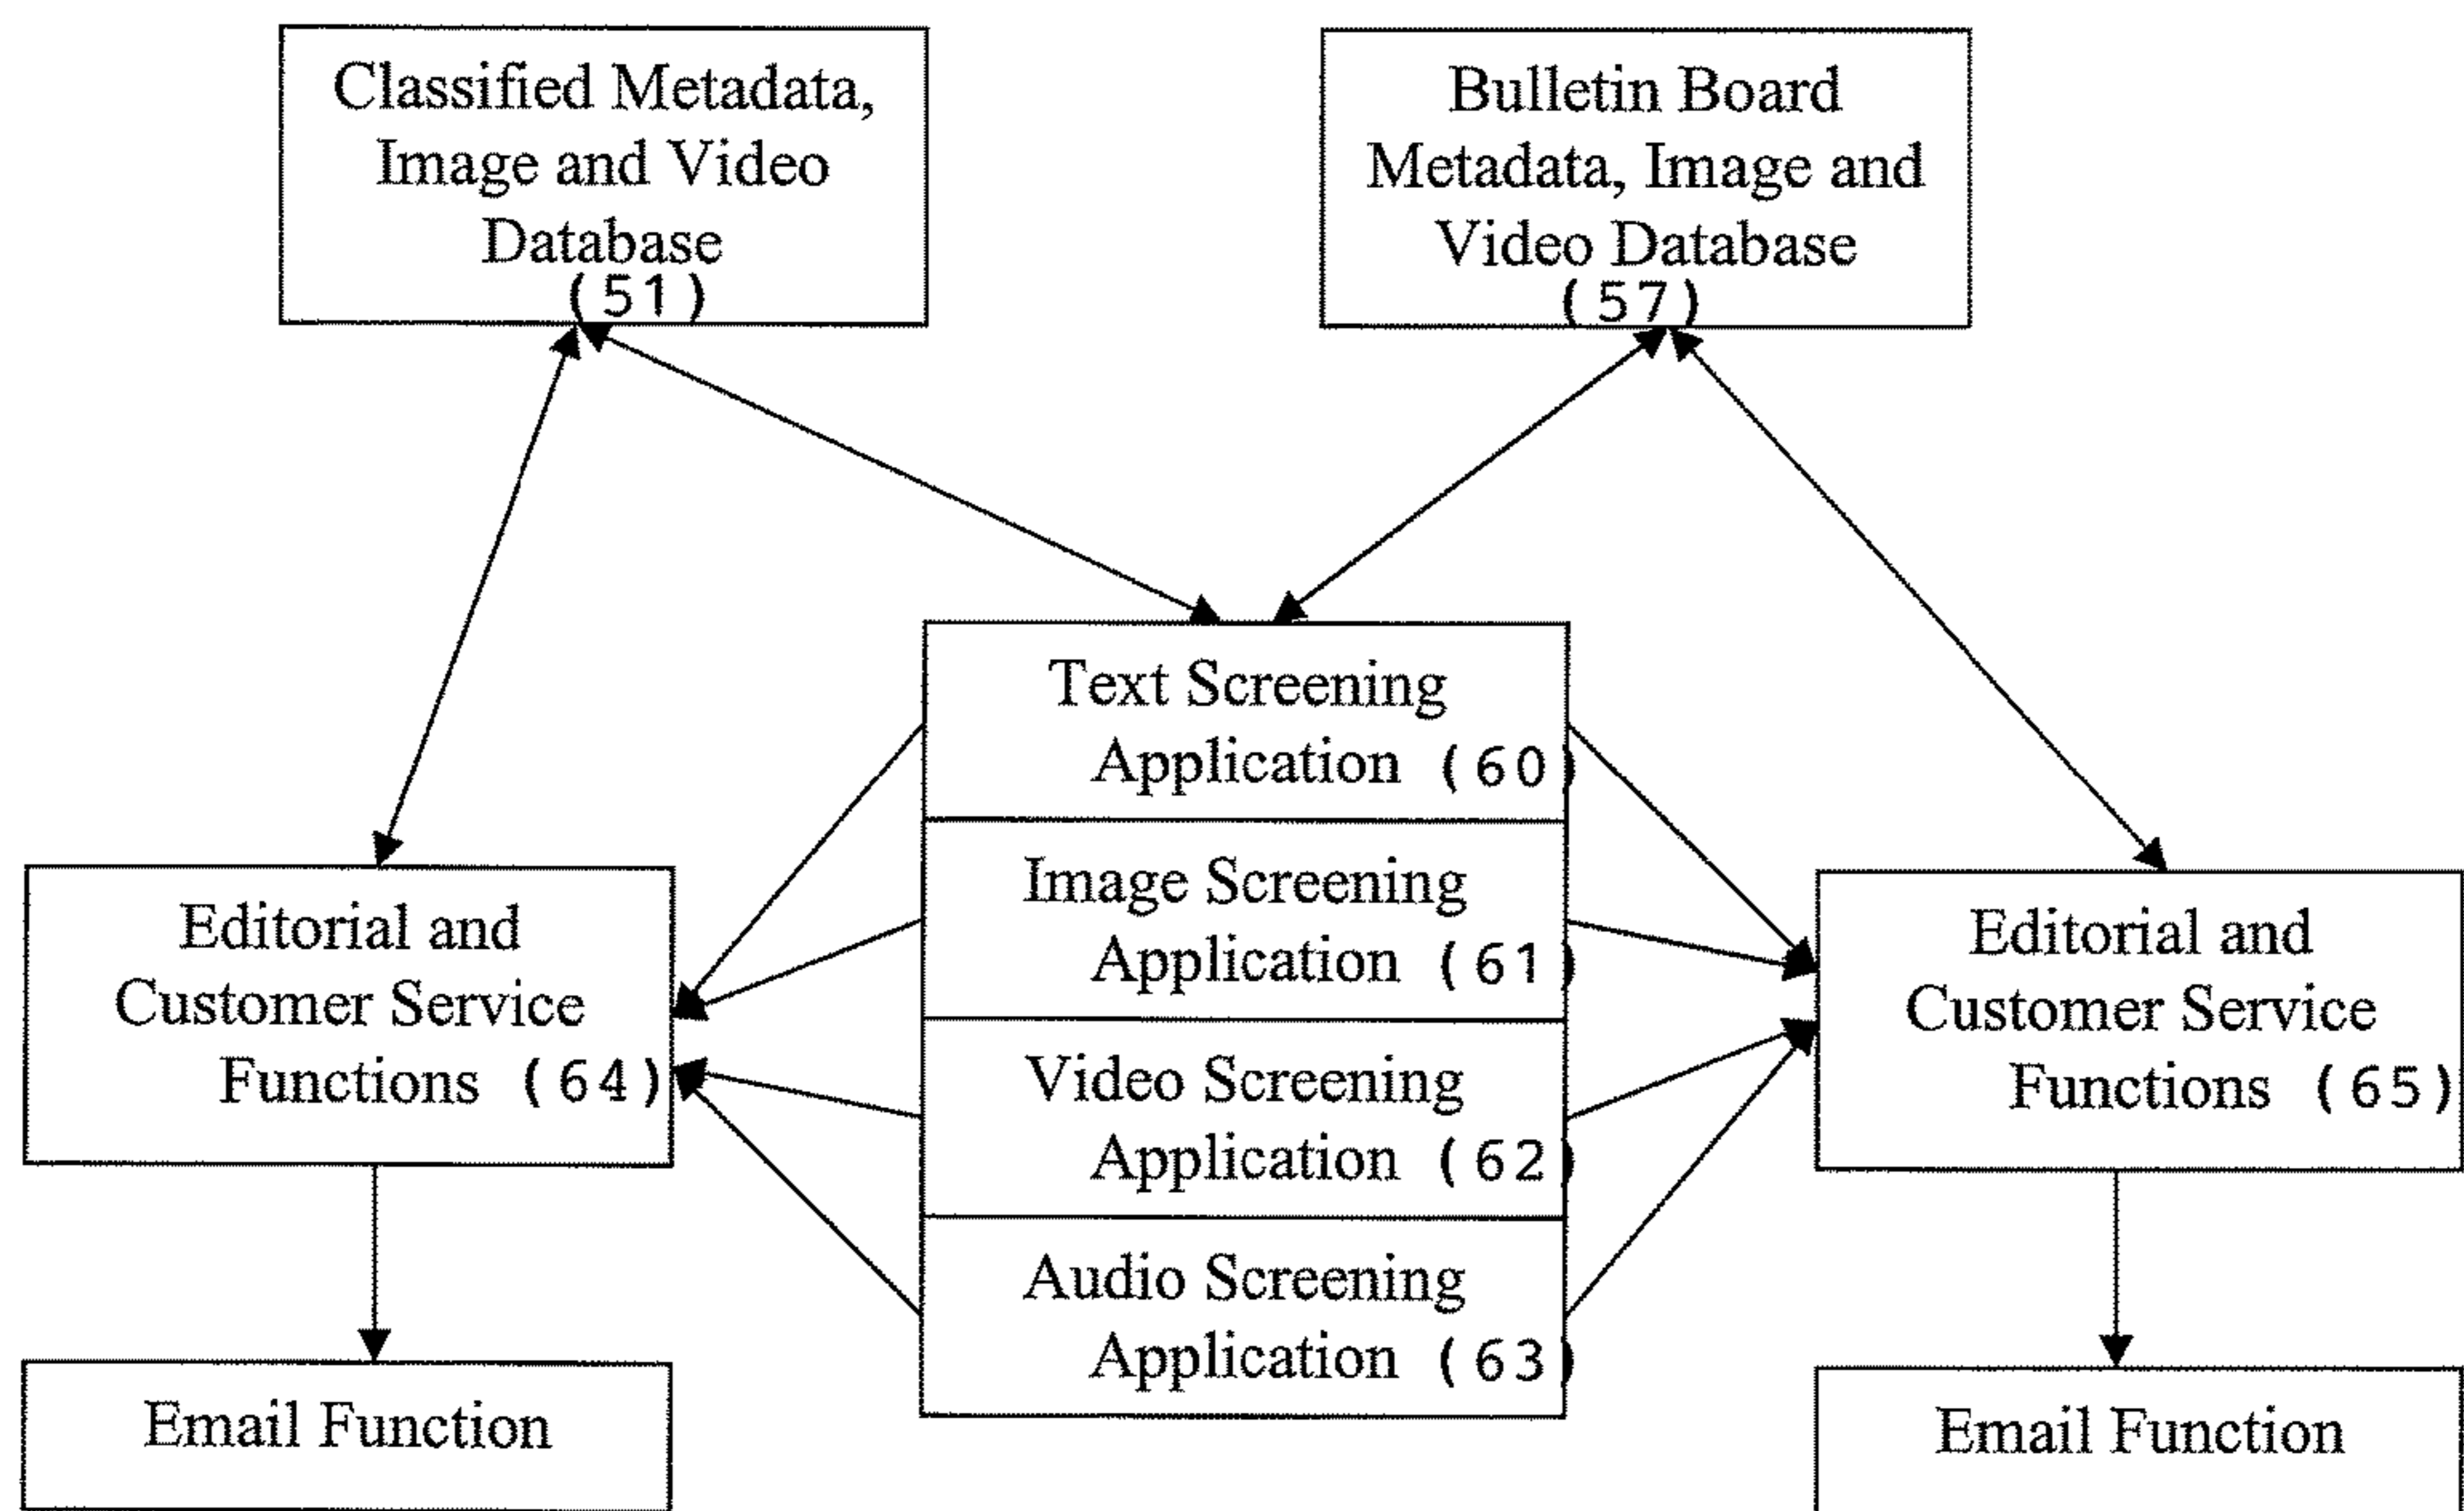 Classified Metadata,
Image and Video
Database
(51)
Bulletin Board
Metadata, Image and
Video Database
(57)
Text Screening
Application (60)
Image Screening
Application (61)
Video Screening
Application (62)
Audio Screening
Application (63)
Editorial and
Customer Service
Functions (64)
Editorial and
Customer Service
Functions (65)
Email Function
Email Function